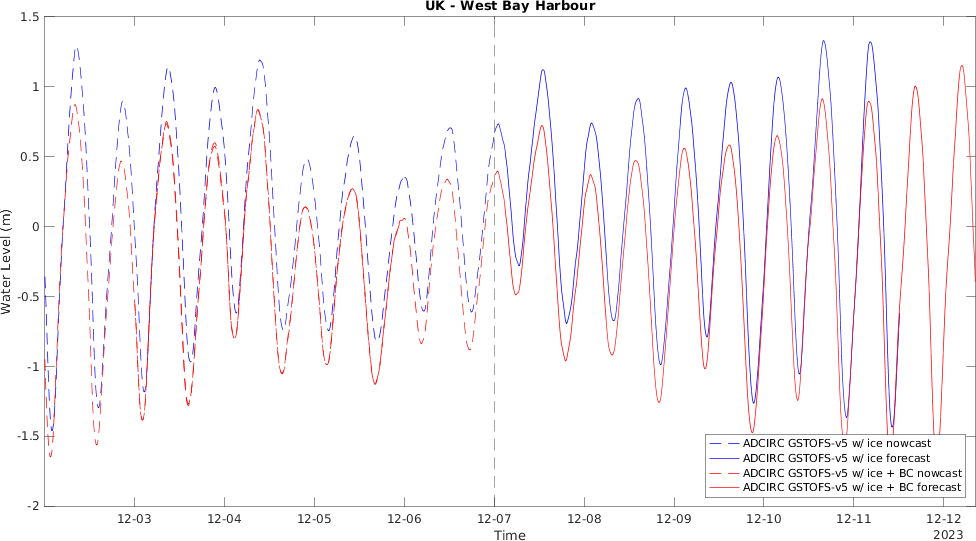 UK - West Bay Harbour
1.5
1
0.5
0
-0.5
-1
-1.5
-2
Water Level (m)
12-03
12-04
12-05
12-06
12-07
12-08
12-09
12-10
12-11
12-12
2023
Time
ADCIRC GSTOFS-v5 w/ ice nowcast
ADCIRC GSTOFS-v5 w/ ice forecast
ADCIRC GSTOFS-v5 w/ ice + BC nowcast
ADCIRC GSTOFS-v5 w/ ice + BC forecast